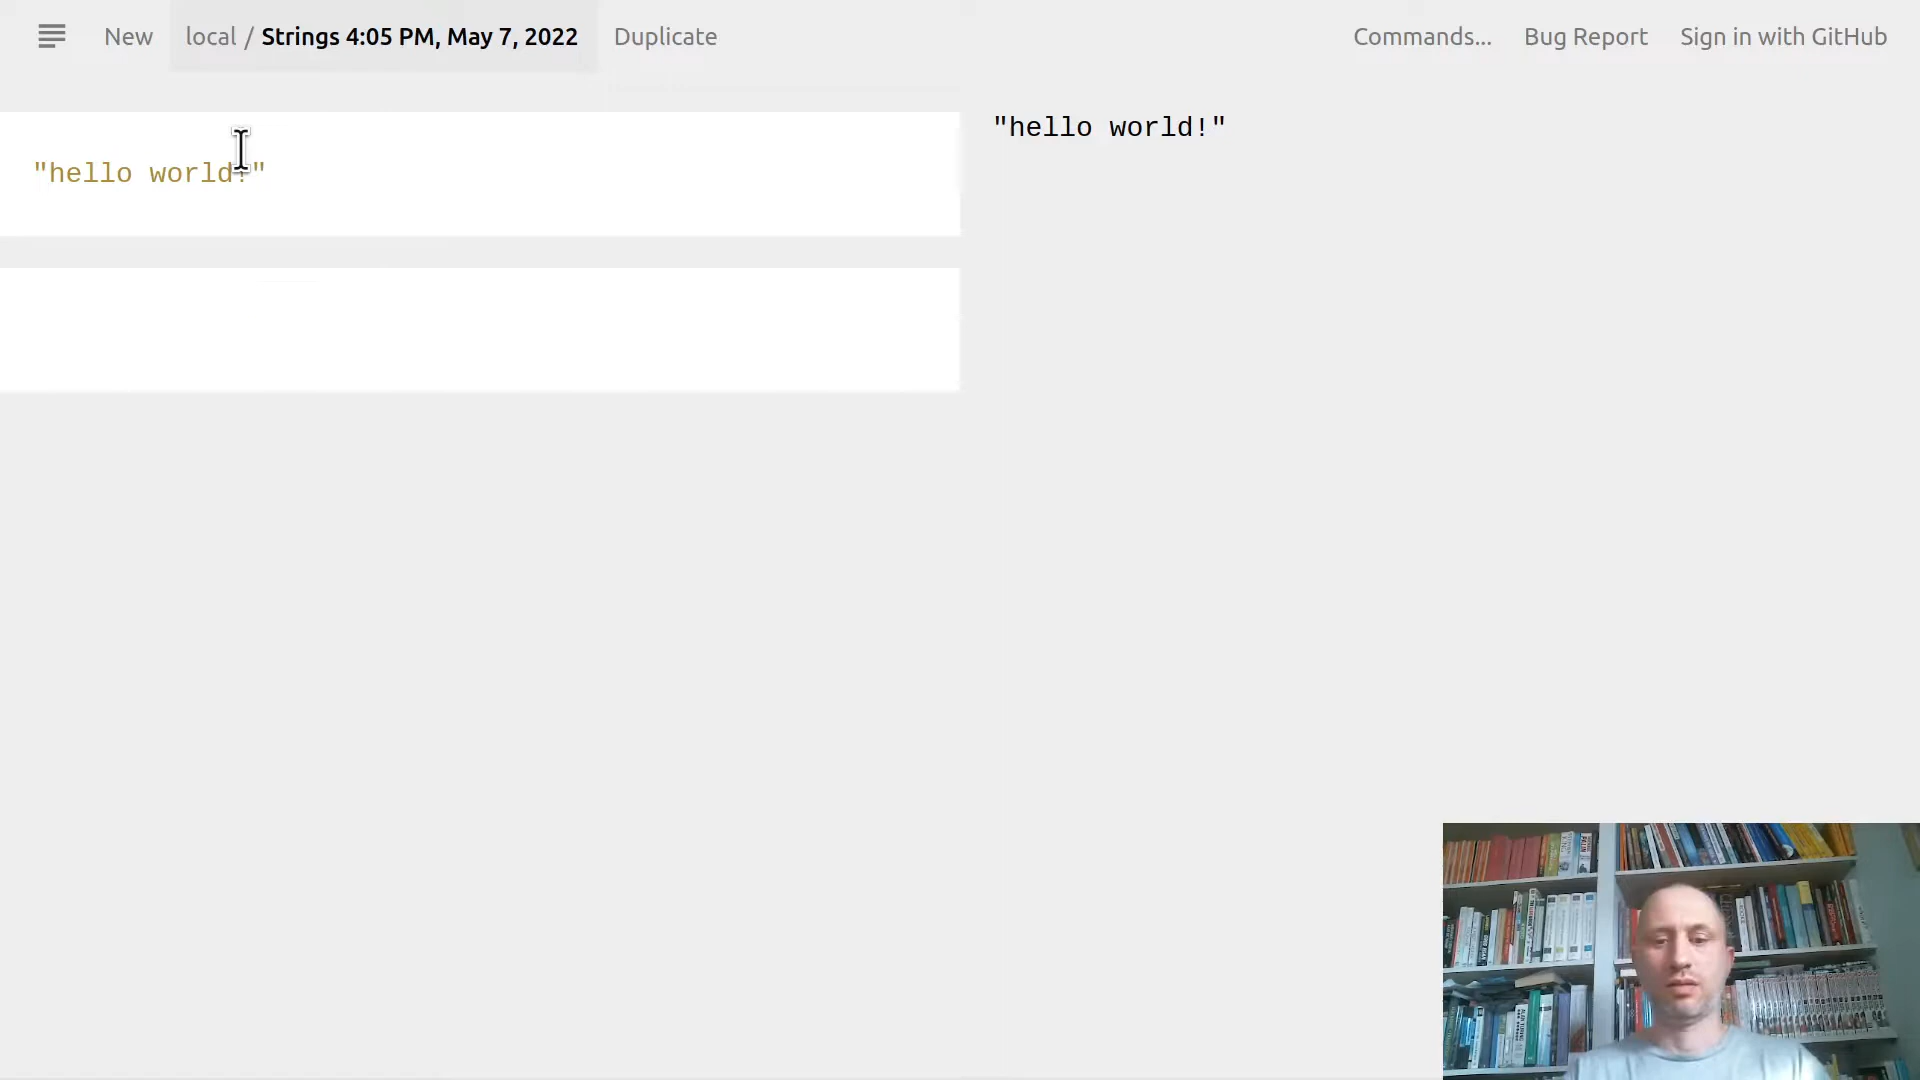 New local / Strings 4:05 PM, May 7, 2022 Duplicate Commands... Bug Report Sign in with GitHub
"hello world!"
"hello world!"